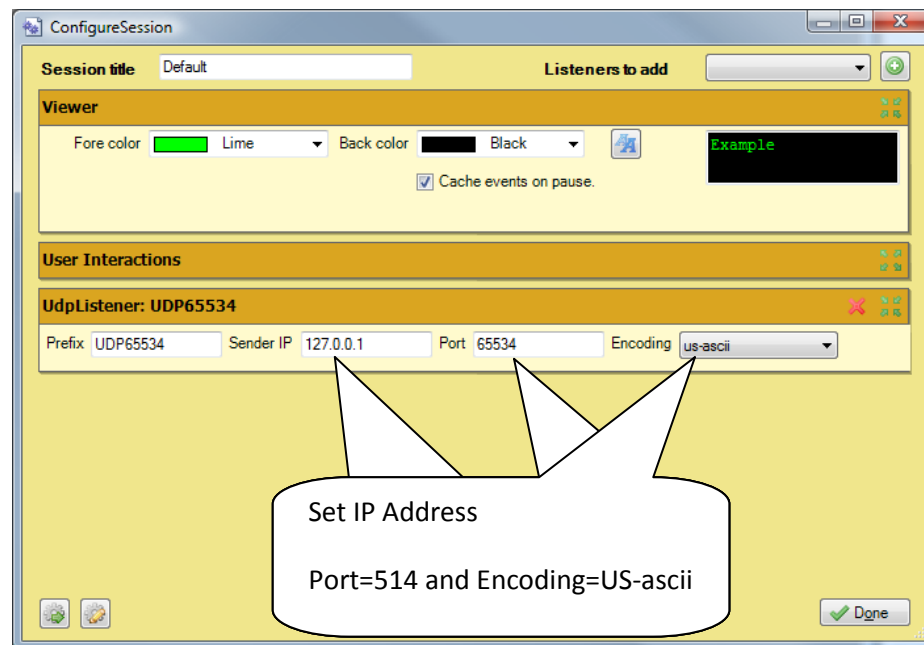 ConfigureSession
Session title Default Listeners to add
Viewer
Fore color Lime Back color Black Example
Cache events on pause.
User Interactions
UdpListener: UDP65534
Prefix UDP65534 Sender IP 127.0.0.1 Port 65534 Encoding us-ascii
Set IP Address
Port=514 and Encoding=US-ascii
Done